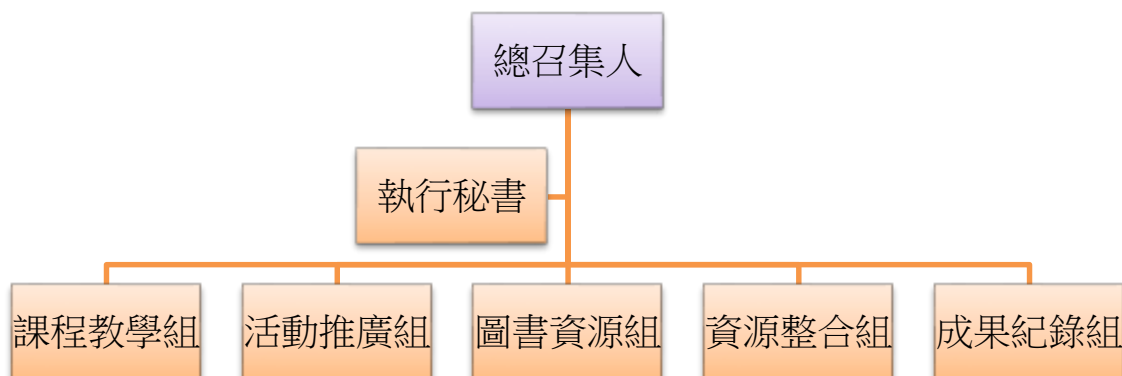 總召集人
執行秘書
課程教學組
活動推廣組
圖書資源組
資源整合組
成果紀錄組